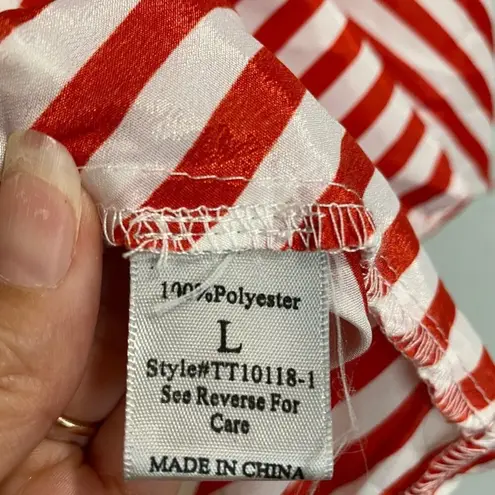 100%Polyester
L
Style#TT10118-1
See Reverse For
Care
MADE IN CHINA